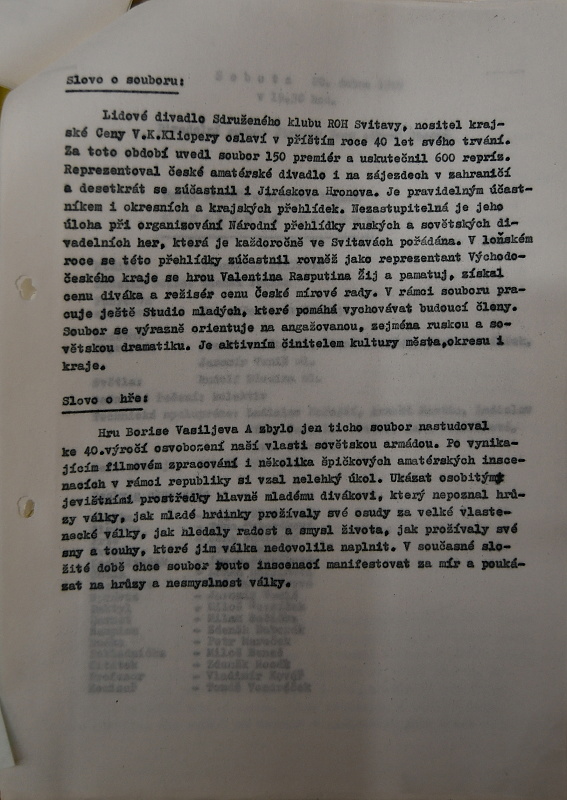 Slovo o souboru:
Lidové divadlo Sdruženého klubu ROH Svitavy, nositel kraj-
ské Ceny V.K.Klicpery oslaví v příštím roce 40 let svého trvání.
Za toto období uvedl soubor 150 premiér a uskutečnil 600 repríz.
Reprezentoval české amatérské divadlo i na zájezdech v zahraničí
a desetkrát se zúčastnil i Jiráskova Hronova. Je pravidelným účast-
níkem i okresních a krajských přehlídek. Nezastupitelná je jeho
úloha při organizování Národní přehlídky ruských a sovětských di-
vadelních her, která je každoročně ve Svitavách pořádána. V loňském
roce se této přehlídky zúčastnil rovněž jako reprezentant Východo-
českého kraje se hrou Valentina Rasputina Žij a pamatuj, získal
cenu diváka a režisér cenu České mírové rady. V rámci souboru pra-
cuje ještě Studio mladých, které pomáhá vychovávat budoucí členy.
Soubor se výrazně orientuje na angažovanou, zejména ruskou a so-
větskou dramatiku. Je aktivním činitelem kultury města,okresu i
kraje.
Slovo o hře:
Hru Borise Vasiljeva A zbylo jen ticho soubor nastudoval
ke 40.výročí osvobození naší vlasti sovětskou armádou. Po vynika-
jícím filmovém zpracování i několika špičkových amatérských insce-
nacích v rámci republiky si vzal nelehký úkol. Ukázat osobitými
jevištními prostředky hlavně mladému divákovi, který nepoznal hrů-
zy války, jak mladé hrdinky prožívaly své osudy za velké vlaste-
necké války, jak hledaly radost a smysl života, jak prožívaly své
sny a touhy, které jim válka nedovolila naplnit. V současné slo-
žité době chce soubor touto inscenací manifestovat za mír a pouká-
zat na hrůzy a nesmyslnost války.